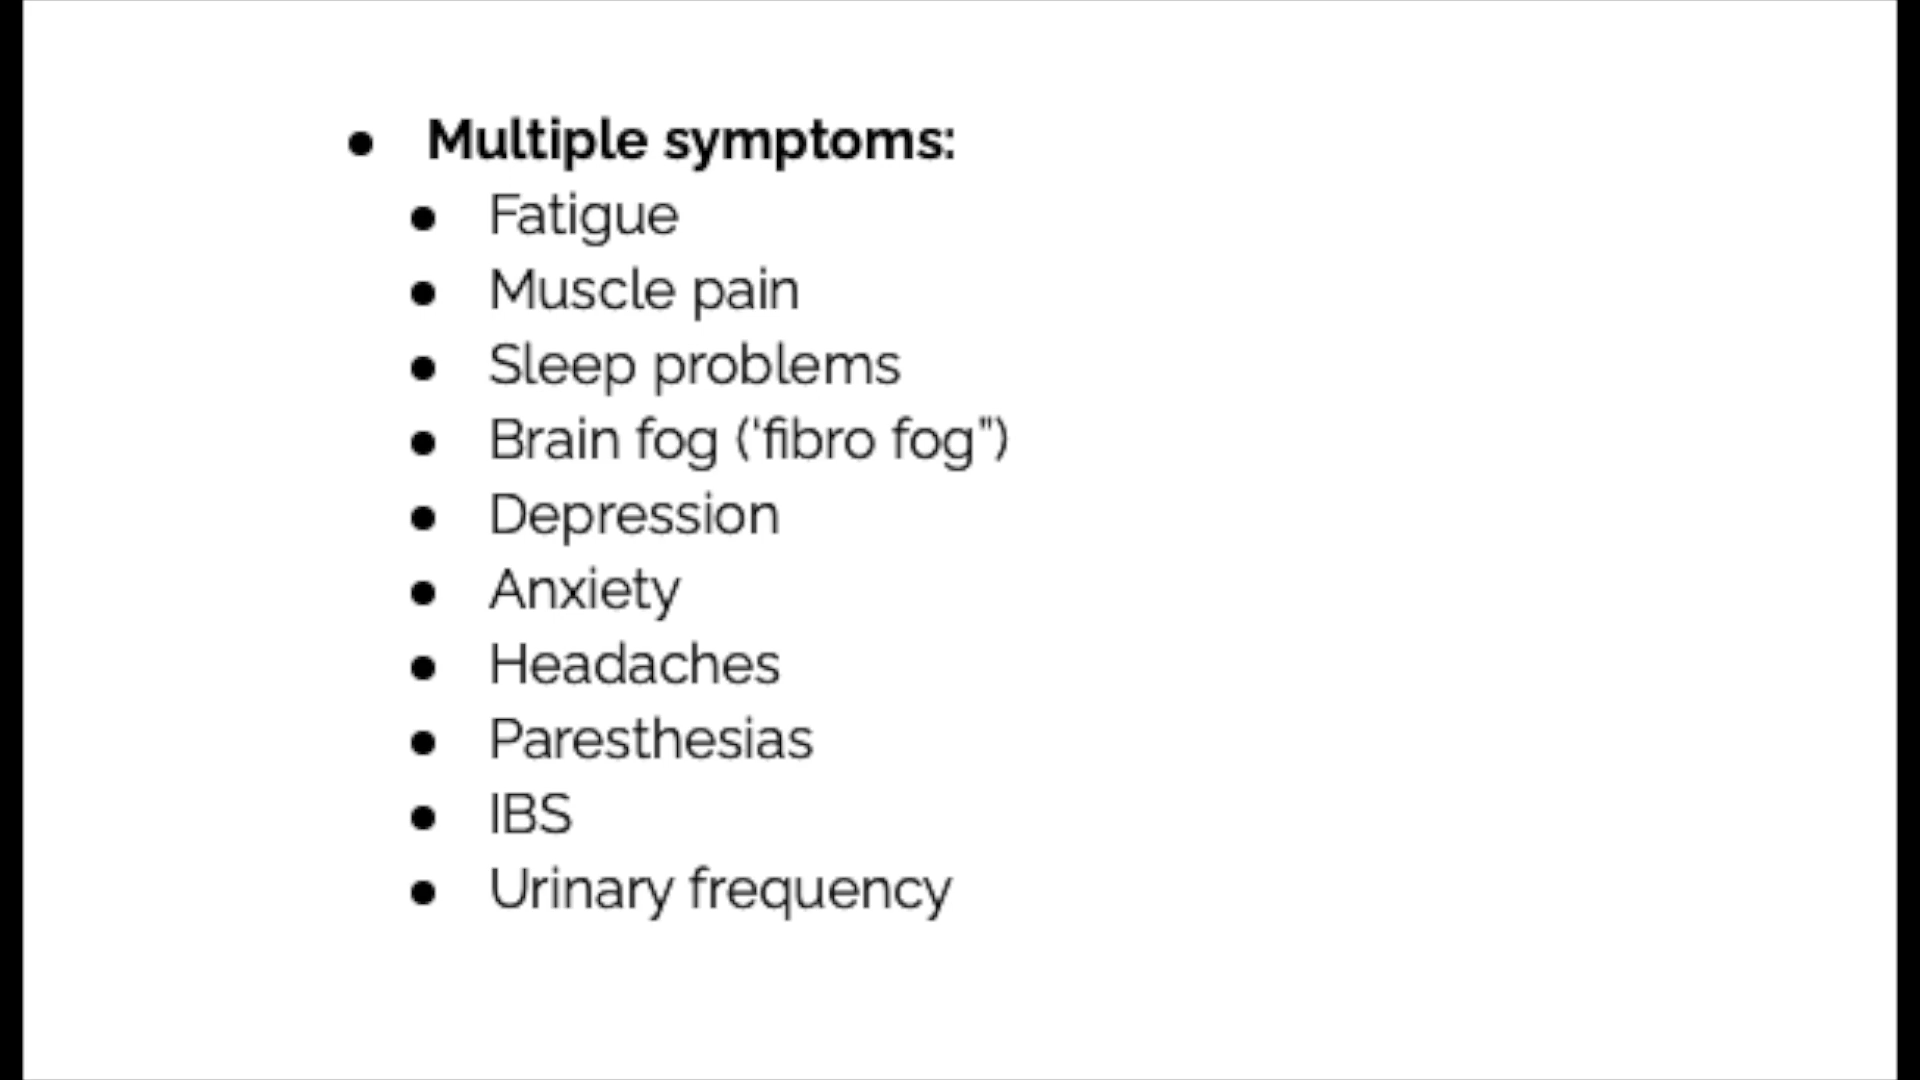 ● Multiple symptoms:
● Fatigue
● Muscle pain
● Sleep problems
● Brain fog ('fibro fog")
● Depression
● Anxiety
● Headaches
● Paresthesias
● IBS
● Urinary frequency